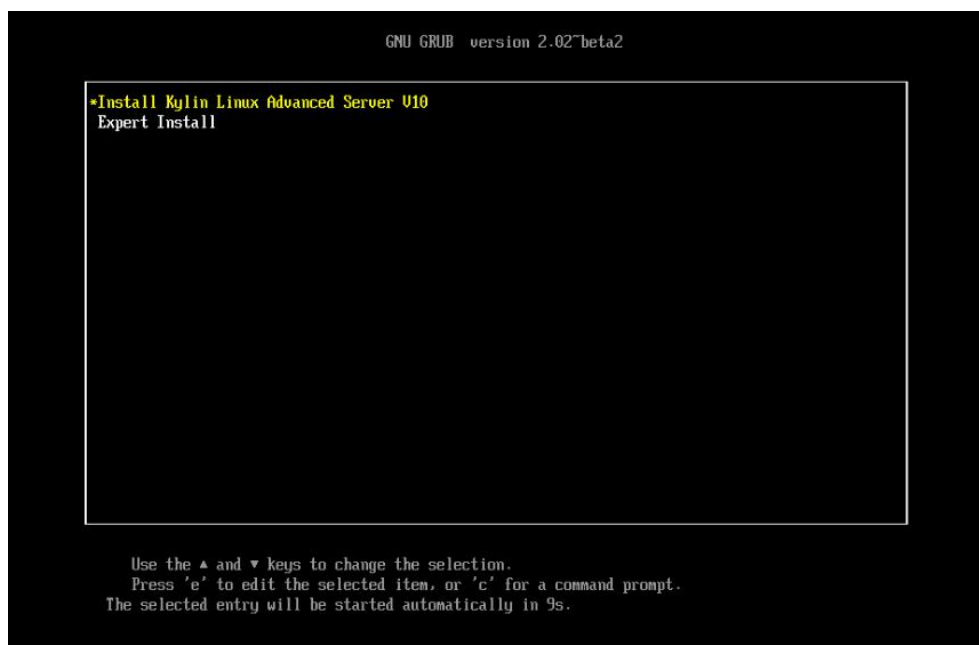 GNU GRUB version 2.02~beta2
*Install Kylin Linux Advanced Server V10
Expert Install
Use the ▲ and ▼ keys to change the selection.
Press 'e' to edit the selected item, or 'c' for a command prompt.
The selected entry will be started automatically in 9s.